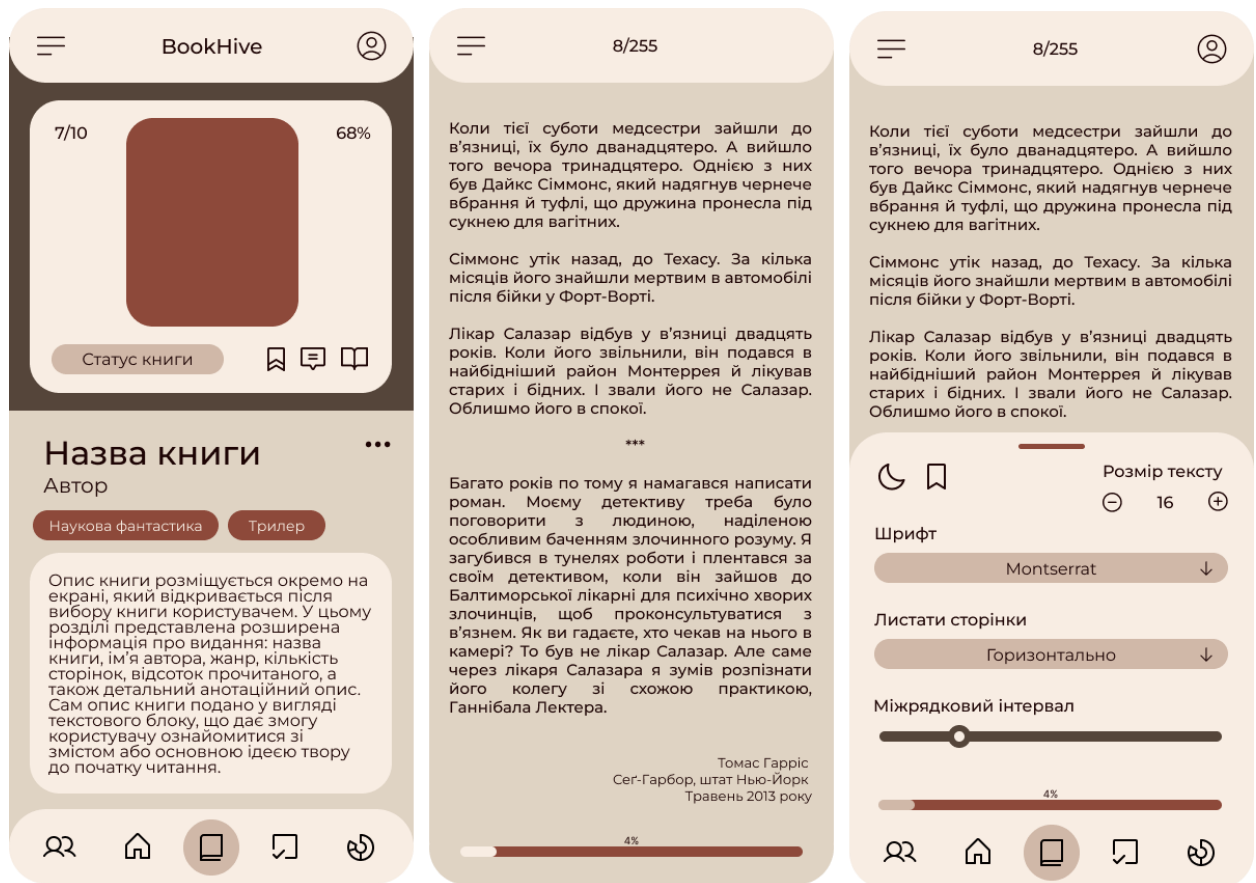 BookHive
7/10
68%
Статус книги
Назва книги
Автор
Наукова фантастика
Трилер
Опис книги розміщується окремо на
екрані, який відкривається після
вибору книги користувачем. У цьому
розділі представлена розширена
інформація про видання: назва
книги, ім’я автора, жанр, кількість
сторінок, відсоток прочитаного, а
також детальний анотаційний опис.
Сам опис книги подано у вигляді
текстового блоку, що дає змогу
користувачу ознайомитися зі
змістом або основною ідеєю твору
до початку читання.
8/255
Коли тієї суботи медсестри зайшли до
в’язниці, їх було дванадцятеро. А вийшло
того вечора тринадцятеро. Однією з них
був Дайкс Сіммонс, який надягнув чернече
вбрання й туфлі, що дружина пронесла під
сукнею для вагітних.
Сіммонс утік назад, до Техасу. За кілька
місяців його знайшли мертвим в автомобілі
після бійки у Форт-Ворті.
Лікар Салазар відбув у в’язниці двадцять
років. Коли його звільнили, він подався в
найбідніший район Монтеррея й лікував
старих і бідних. І звали його не Салазар.
Облишмо його в спокої.
***
Багато років по тому я намагався написати
роман. Моєму детективу треба було
поговорити з людиною, наділеною
особливим баченням злочинного розуму. Я
загубився в тунелях роботи і плентався за
своїм детективом, коли він зайшов до
Балтиморської лікарні для психічно хворих
злочинців, щоб проконсультуватися з
в’язнем. Як ви гадаєте, хто чекав на нього в
камері? То був не лікар Салазар. Але саме
через лікаря Салазара я зумів розпізнати
його колегу зі схожою практикою,
Ганнібала Лектера.
Томас Гарріс
Сеґ-Гарбор, штат Нью-Йорк
Травень 2013 року
4%
8/255
Коли тієї суботи медсестри зайшли до
в’язниці, їх було дванадцятеро. А вийшло
того вечора тринадцятеро. Однією з них
був Дайкс Сіммонс, який надягнув чернече
вбрання й туфлі, що дружина пронесла під
сукнею для вагітних.
Сіммонс утік назад, до Техасу. За кілька
місяців його знайшли мертвим в автомобілі
після бійки у Форт-Ворті.
Лікар Салазар відбув у в’язниці двадцять
років. Коли його звільнили, він подався в
найбідніший район Монтеррея й лікував
старих і бідних. І звали його не Салазар.
Облишмо його в спокої.
Розмір тексту
16
Шрифт
Montserrat
Листати сторінки
Горизонтально
Міжрядковий інтервал
4%